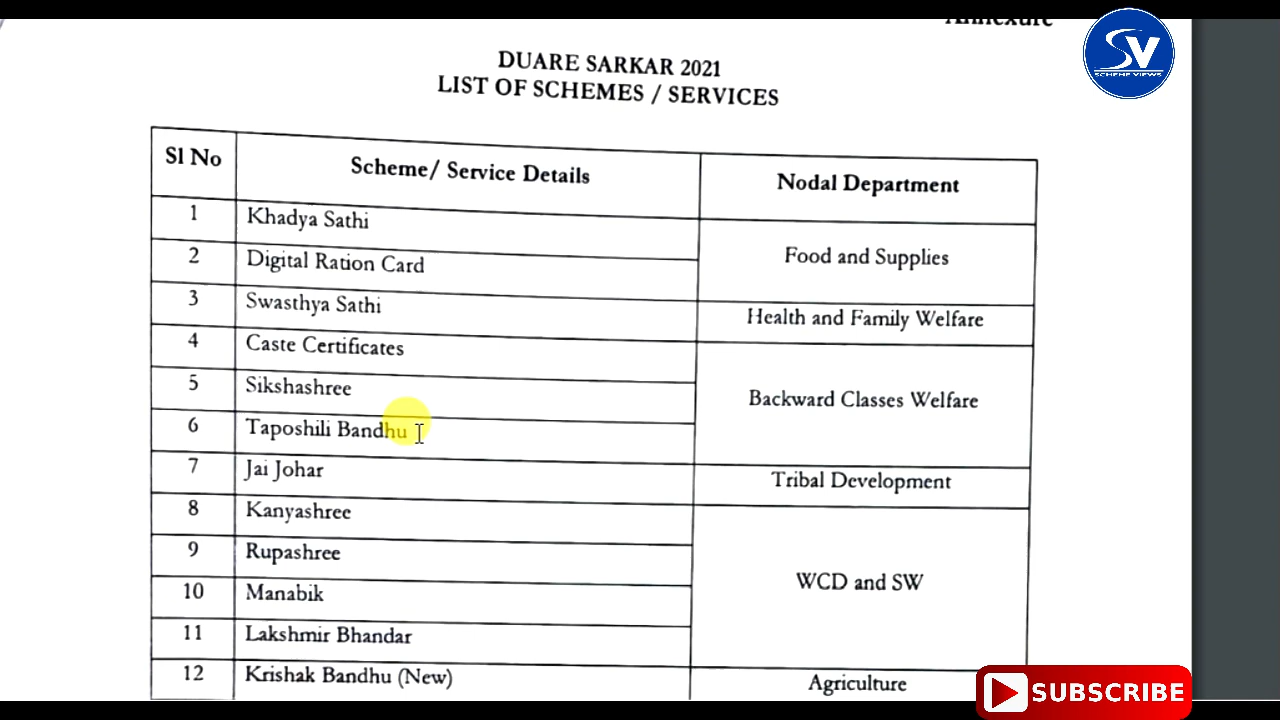 Annexure
SV
SCHEME VIEWS
DUARE SARKAR 2021
LIST OF SCHEMES / SERVICES
Sl No Scheme/ Service Details Nodal Department
1 Khadya Sathi Food and Supplies
2 Digital Ration Card
3 Swasthya Sathi Health and Family Welfare
4 Caste Certificates Backward Classes Welfare
5 Sikshashree
6 Taposhili Bandhu
7 Jai Johar Tribal Development
8 Kanyashree WCD and SW
9 Rupashree
10 Manabik
11 Lakshmir Bhandar
12 Krishak Bandhu (New) Agriculture
SUBSCRIBE